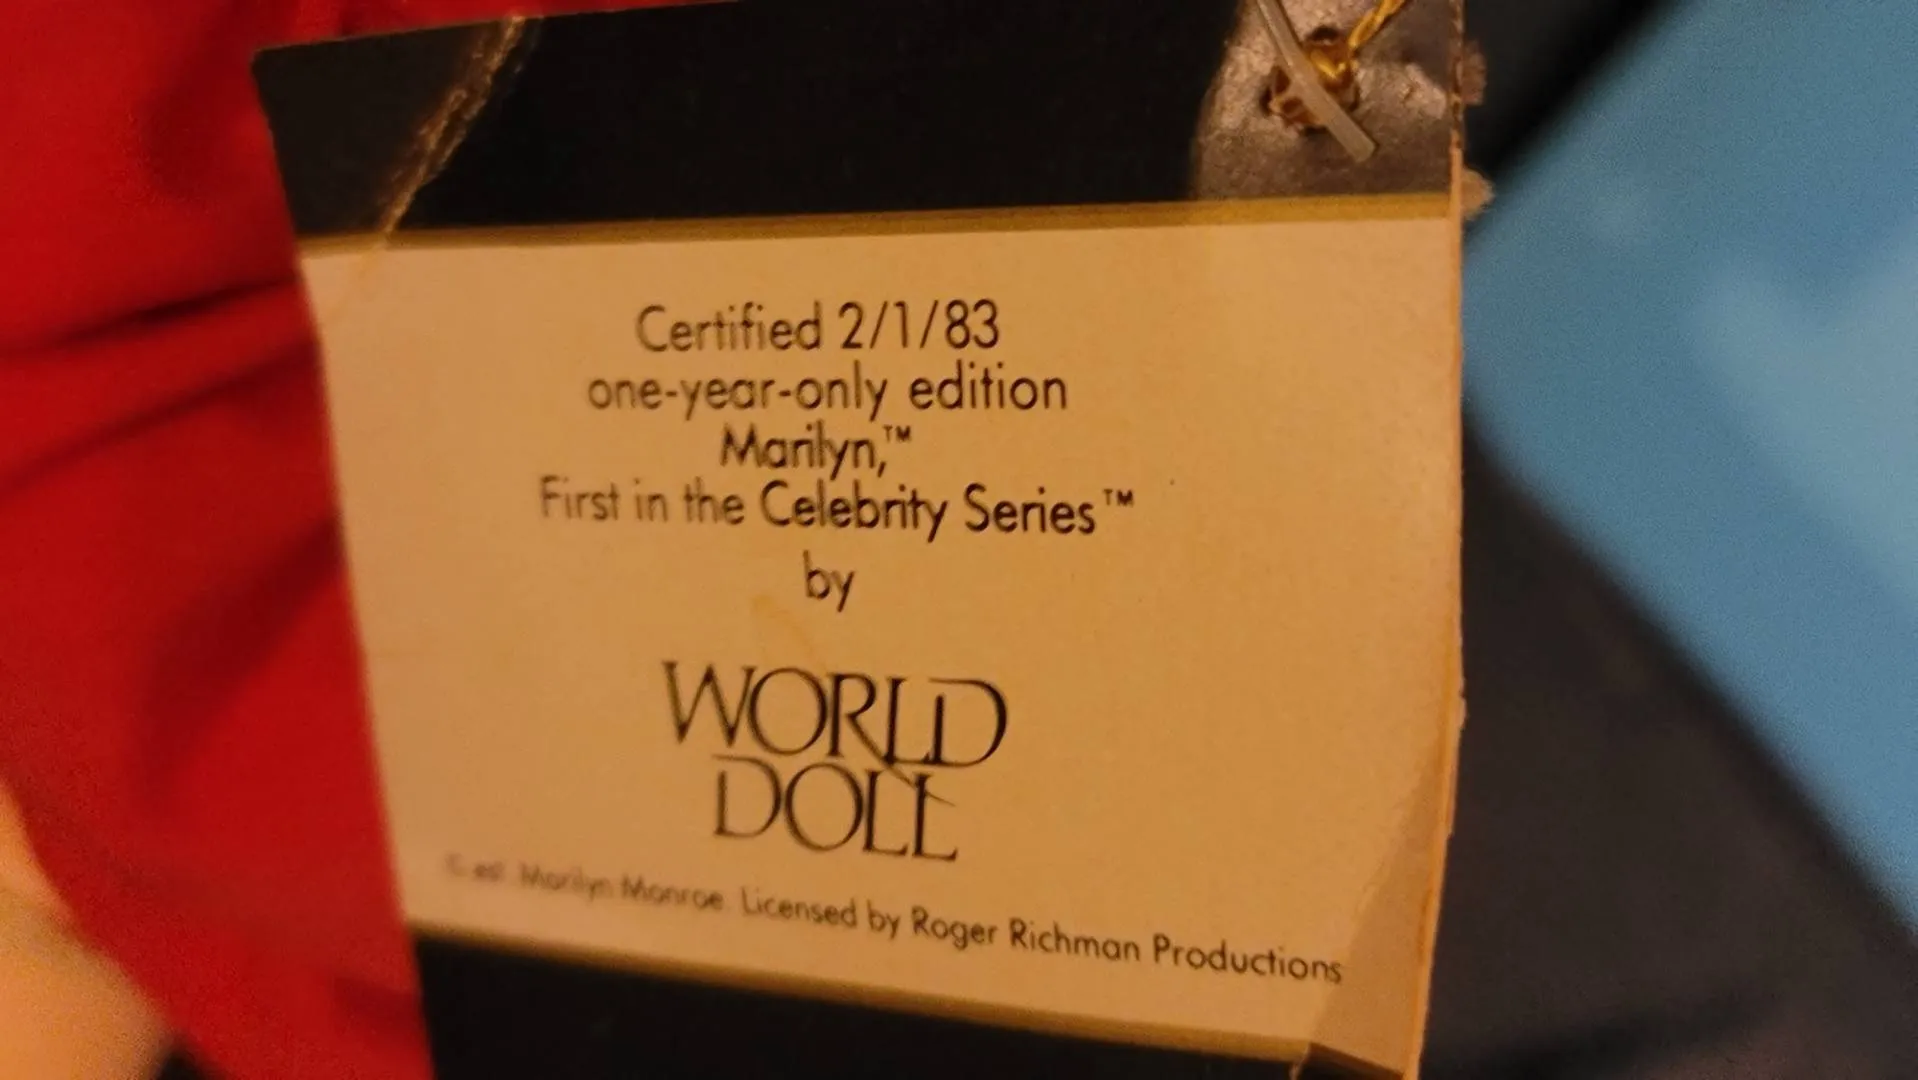 Certified 2/1/83
one-year-only edition
Marilyn,™
First in the Celebrity Series™
by
WORLD
DOLL
© est. Marilyn Monroe. Licensed by Roger Richman Productions